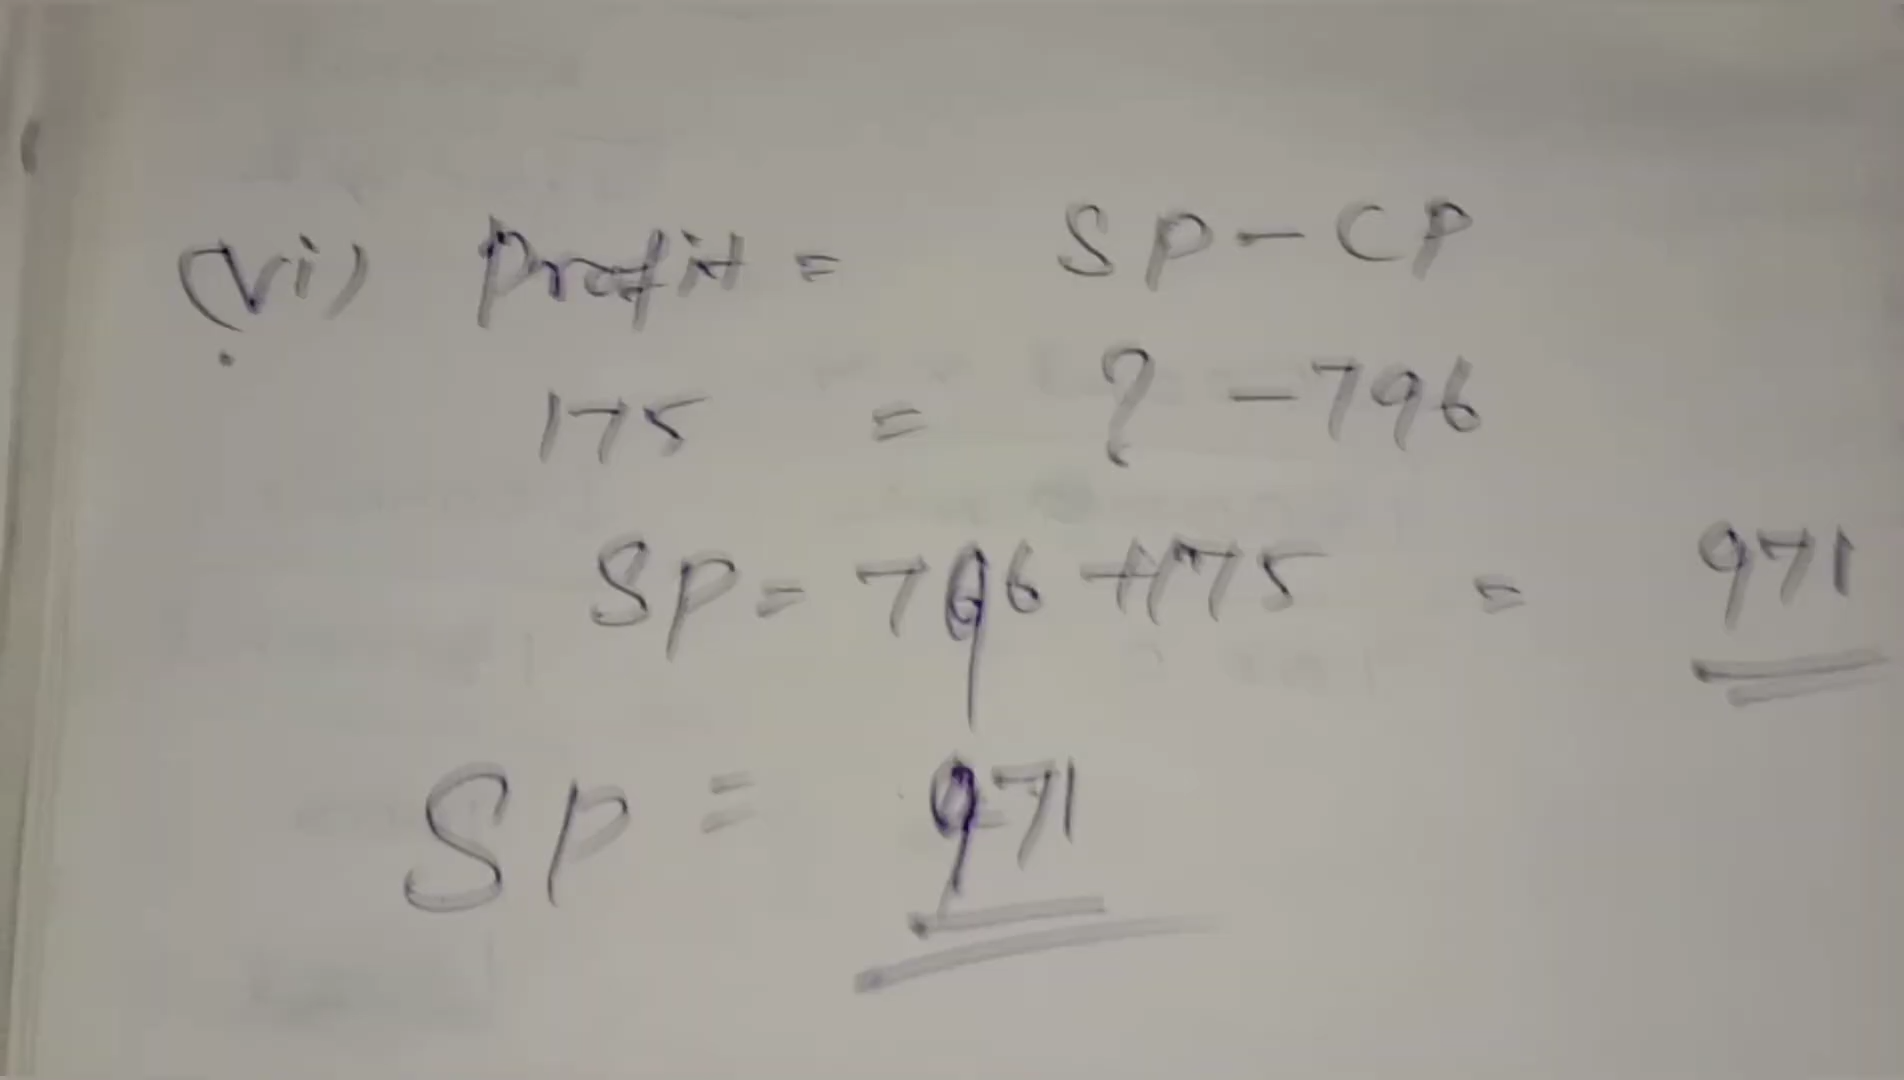 (vi) Profit = SP - CP
175 = ? - 796
SP = 796 + 175 = 971
SP = 971